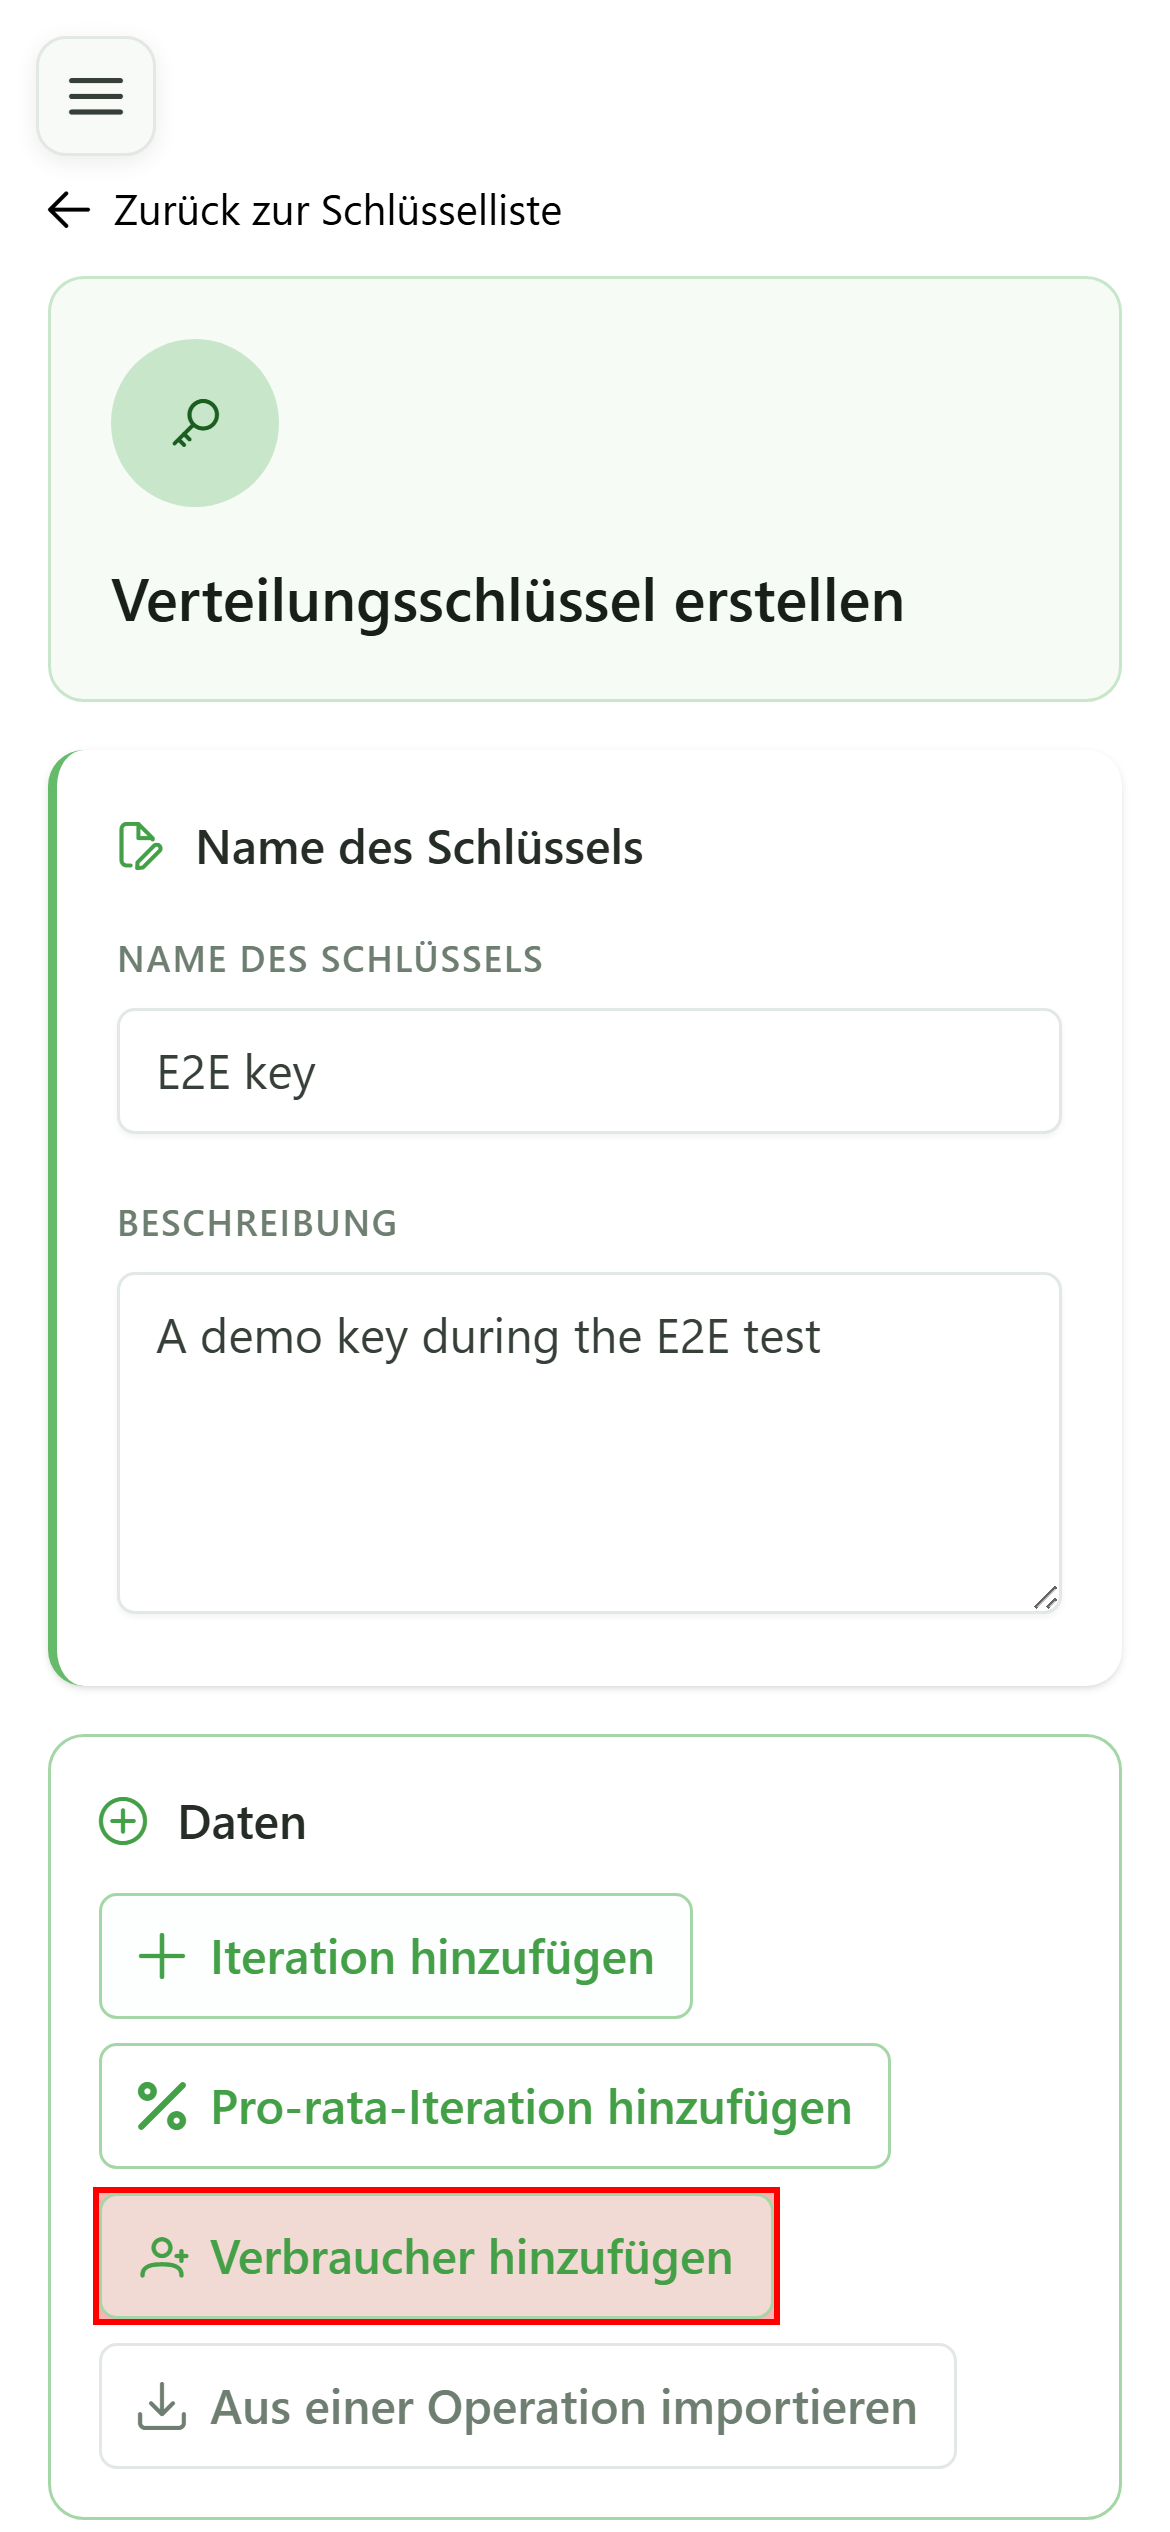 Zurück zur Schlüsselliste
Verteilungsschlüssel erstellen
Name des Schlüssels
NAME DES SCHLÜSSELS
E2E key
BESCHREIBUNG
A demo key during the E2E test
Daten
Iteration hinzufügen
Pro-rata-Iteration hinzufügen
Verbraucher hinzufügen
Aus einer Operation importieren